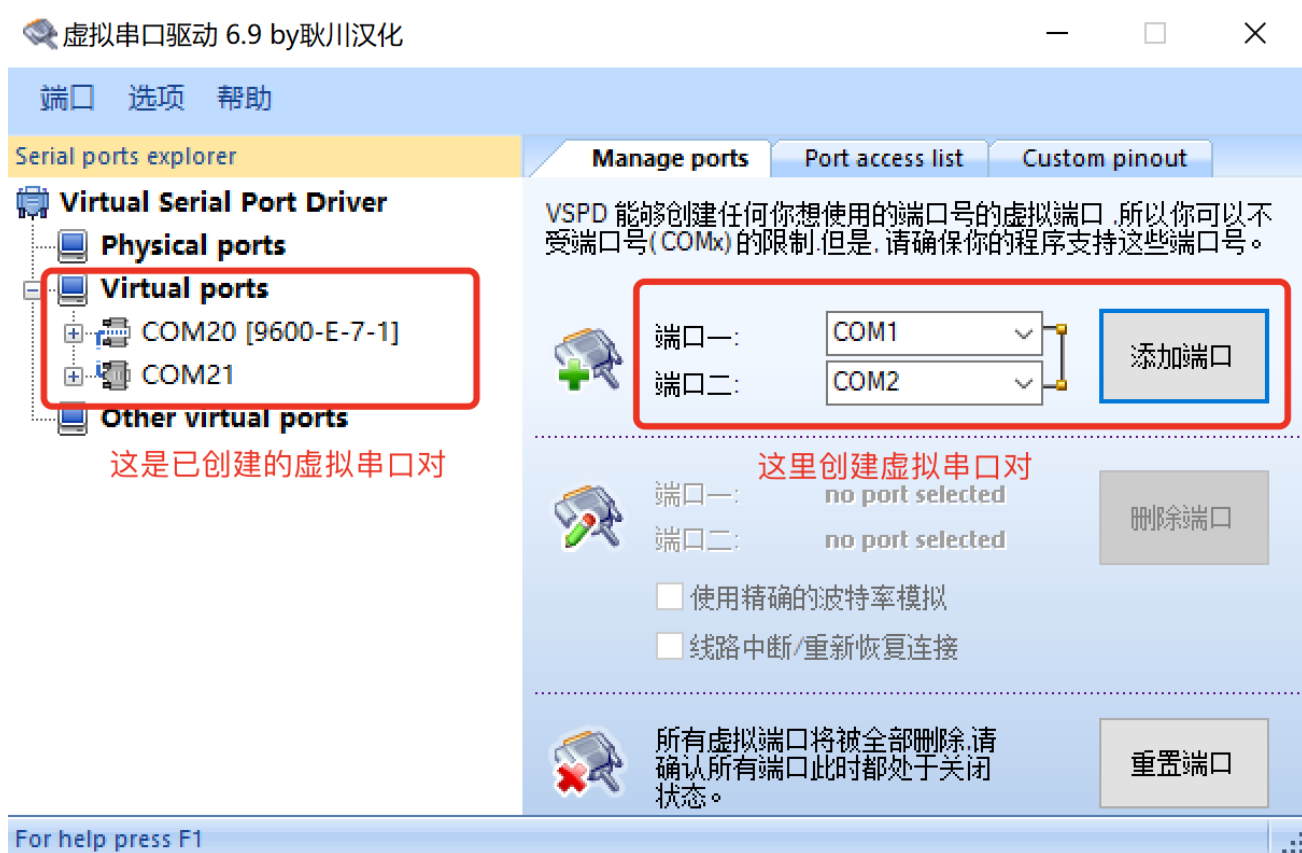 虚拟串口驱动 6.9 by耿川汉化
端口 选项 帮助
Serial ports explorer
Virtual Serial Port Driver
Physical ports
Virtual ports
COM20 [9600-E-7-1]
COM21
Other virtual ports
这是已创建的虚拟串口对
Manage ports
Port access list
Custom pinout
VSPD 能够创建任何你想使用的端口号的虚拟端口 ,所以你可以不
受端口号(COMx)的限制.但是, 请确保你的程序支持这些端口号。
端口一: COM1
端口二: COM2
添加端口
这里创建虚拟串口对
端口一: no port selected
端口二: no port selected
删除端口
使用精确的波特率模拟
线路中断/重新恢复连接
所有虚拟端口将被全部删除,请
确认所有端口此时都处于关闭
状态。
重置端口
For help press F1